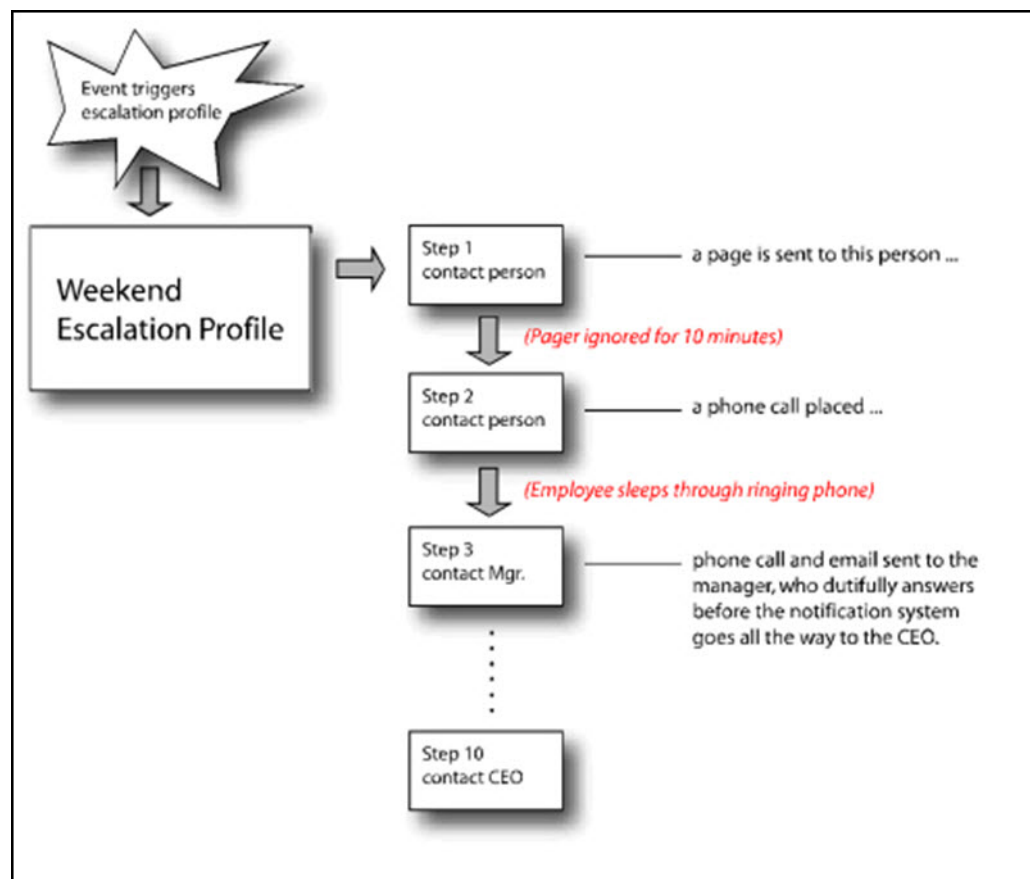 Event triggers
escalation profile
Weekend
Escalation Profile
Step 1
contact person
a page is sent to this person ...
(Pager ignored for 10 minutes)
Step 2
contact person
a phone call placed ...
(Employee sleeps through ringing phone)
Step 3
contact Mgr.
phone call and email sent to the
manager, who dutifully answers
before the notification system
goes all the way to the CEO.
Step 10
contact CEO